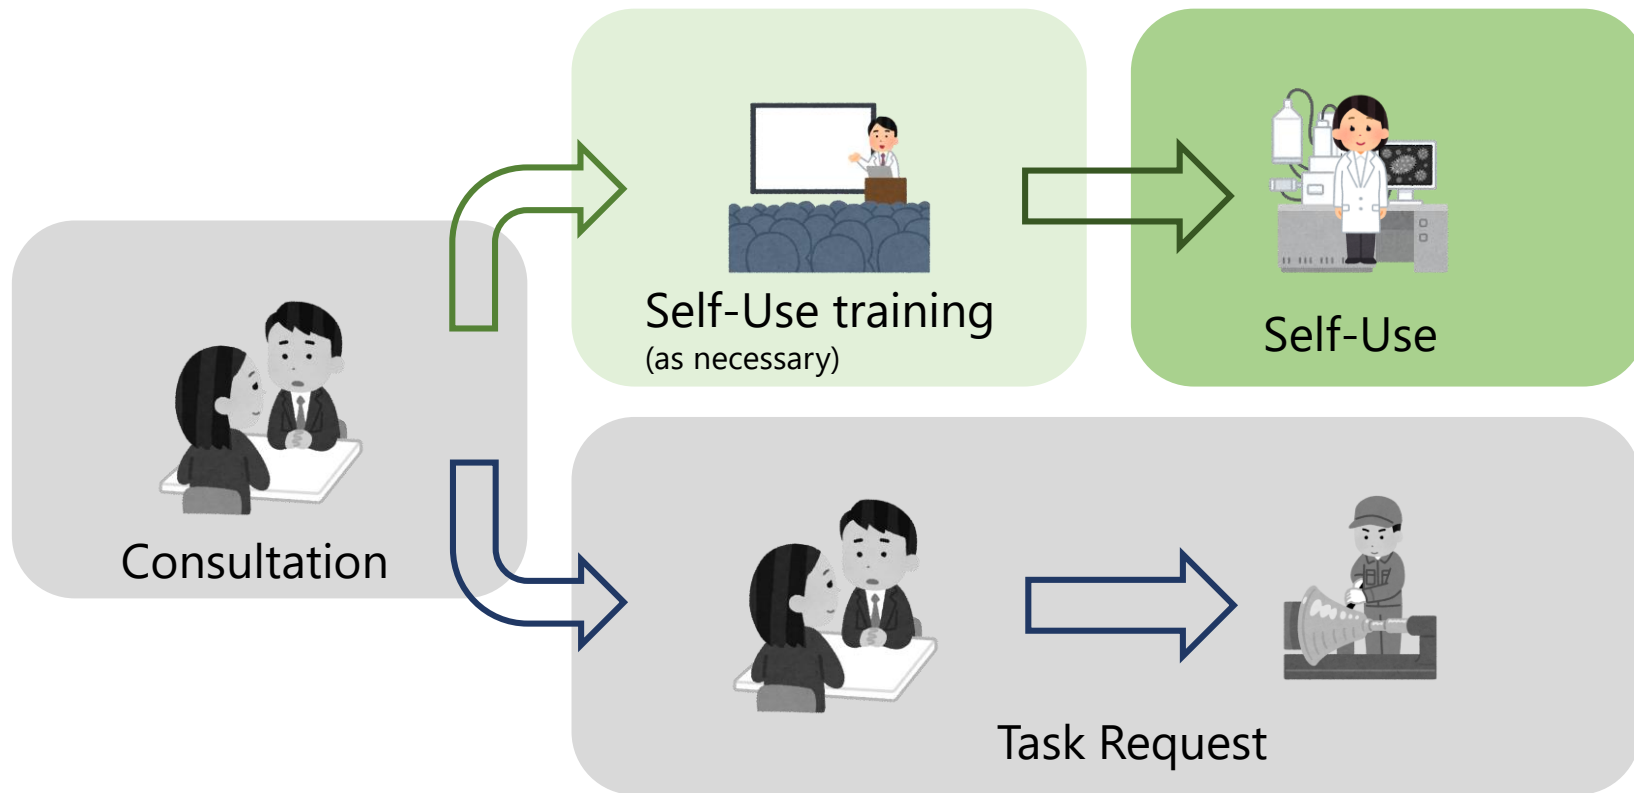 Consultation
Self-Use training
(as necessary)
Self-Use
Task Request